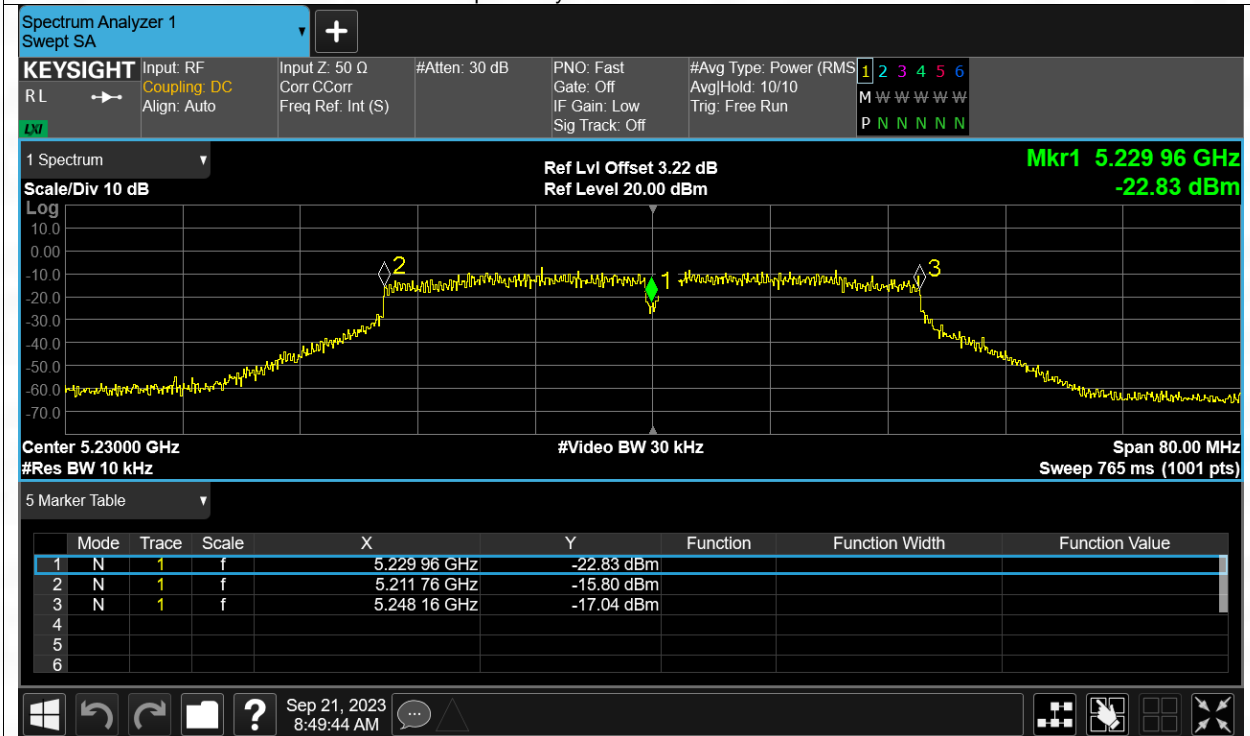 Spectrum Analyzer 1
Swept SA
+
KEYSIGHT Input: RF Input Z: 50 Ω #Atten: 30 dB PNO: Fast #Avg Type: Power (RMS 1 2 3 4 5 6
RL Coupling: DC Corr CCorr Gate: Off Avg|Hold: 10/10 M W W W W W
Align: Auto Freq Ref: Int (S) IF Gain: Low Trig: Free Run
LXI Sig Track: Off P N N N N N
1 Spectrum Ref Lvl Offset 3.22 dB Mkr1 5.229 96 GHz
Scale/Div 10 dB Ref Level 20.00 dBm -22.83 dBm
Log
10.0
0.00
-10.0 2 1 3
-20.0
-30.0
-40.0
-50.0
-60.0
-70.0
Center 5.23000 GHz #Video BW 30 kHz Span 80.00 MHz
#Res BW 10 kHz Sweep 765 ms (1001 pts)
5 Marker Table
Mode Trace Scale X Y Function Function Width Function Value
1 N 1 f 5.229 96 GHz -22.83 dBm
2 N 1 f 5.211 76 GHz -15.80 dBm
3 N 1 f 5.248 16 GHz -17.04 dBm
4
5
6
? Sep 21, 2023
8:49:44 AM